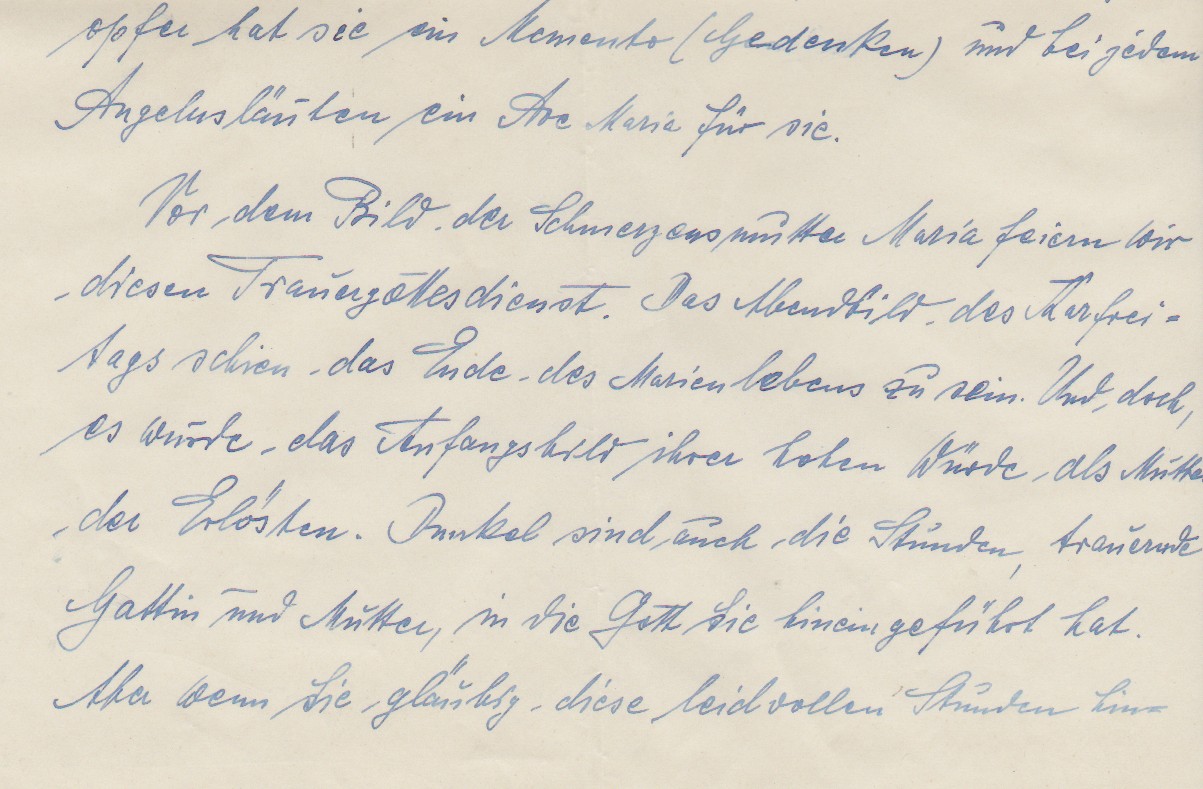 opfer hat sie ein Memento (Gedenken) und bei jedem
Angelusläuten ein Ave Maria für sie.
Vor dem Bild der Schmerzensmutter Maria feiern wir
diesen Trauergottesdienst. Das Abendbild des Karfrei=
tags schien das Ende des Marienlebens zu sein. Und doch,
es wurde das Anfangsbild ihrer hohen Würde als Mutter
der Erlösten. Dunkel sind auch die Stunden, trauernde
Gattin und Mutter, in die Gott Sie hineingeführt hat.
Aber wenn Sie gläubig diese leidvollen Stunden hin=